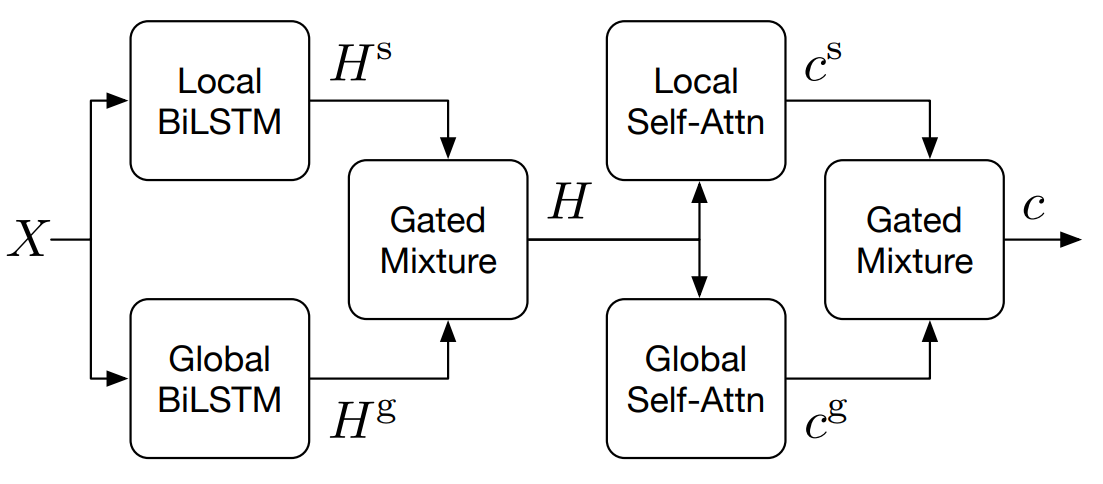 X
Local
BiLSTM
H^s
Global
BiLSTM
H^g
Gated
Mixture
H
Local
Self-Attn
c^s
Global
Self-Attn
c^g
Gated
Mixture
c